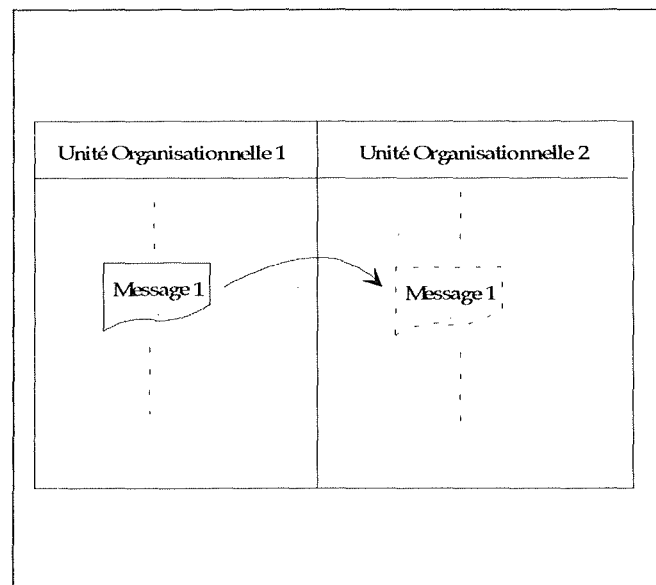 Unité Organisationnelle 1
Unité Organisationnelle 2
Message 1
Message 1